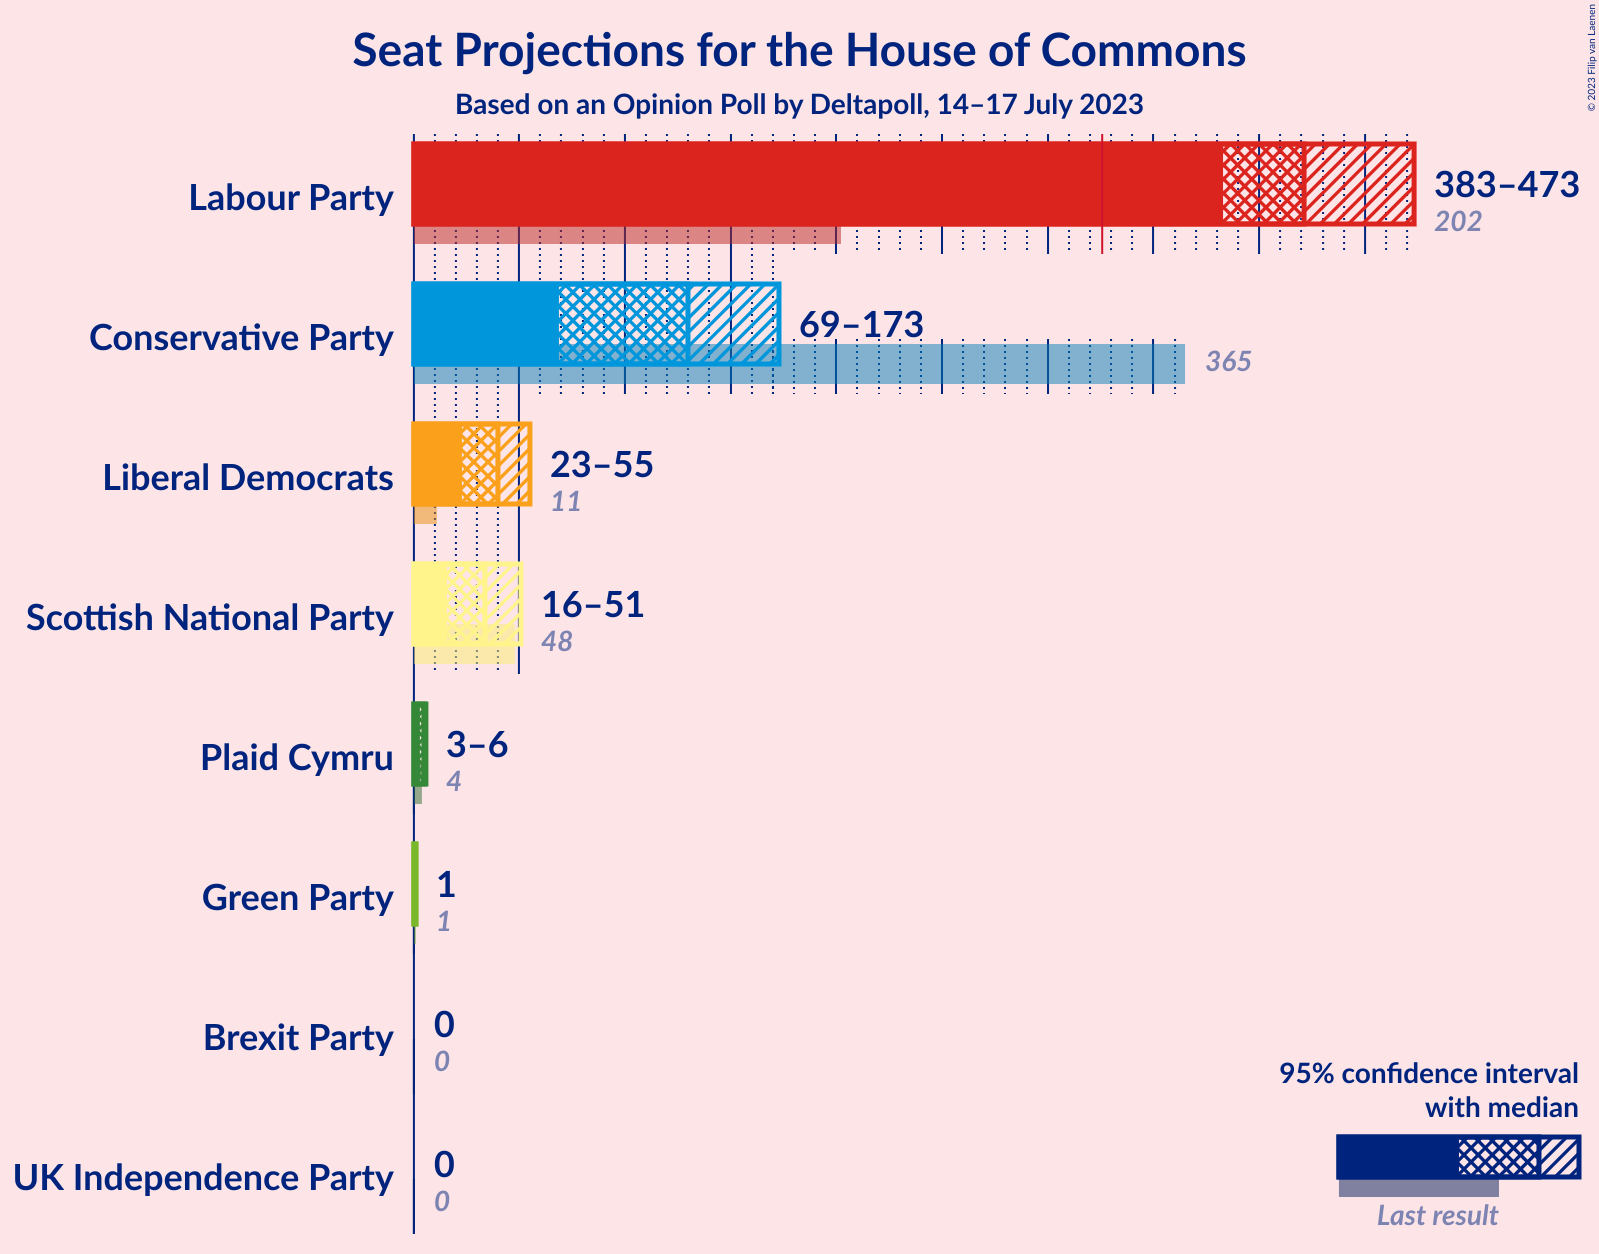 Seat Projections for the House of Commons
Based on an Opinion Poll by Deltapoll, 14–17 July 2023
© 2023 Filip van Laenen
Labour Party
383–473
202
Conservative Party
69–173
365
Liberal Democrats
23–55
11
Scottish National Party
16–51
48
Plaid Cymru
3–6
4
Green Party
1
1
Brexit Party
0
0
UK Independence Party
0
0
95% confidence interval
with median
Last result